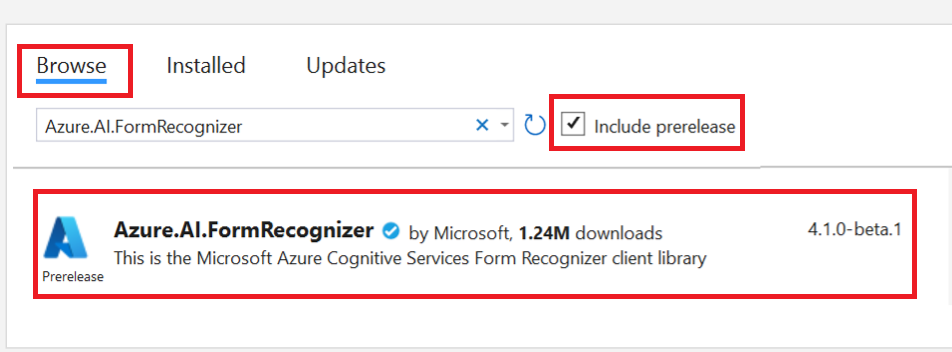 Browse Installed Updates
Azure.AI.FormRecognizer Include prerelease
Azure.AI.FormRecognizer by Microsoft, 1.24M downloads 4.1.0-beta.1
This is the Microsoft Azure Cognitive Services Form Recognizer client library
Prerelease